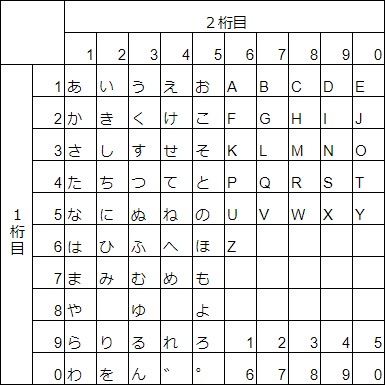 2桁目
1 2 3 4 5 6 7 8 9 0
1桁目
1 あ い う え お A B C D E
2 か き く け こ F G H I J
3 さ し す せ そ K L M N O
4 た ち つ て と P Q R S T
5 な に ぬ ね の U V W X Y
6 は ひ ふ へ ほ Z
7 ま み む め も
8 や ゆ よ
9 ら り る れ ろ 1 2 3 4 5
0 わ を ん ゛ ゜ 6 7 8 9 0